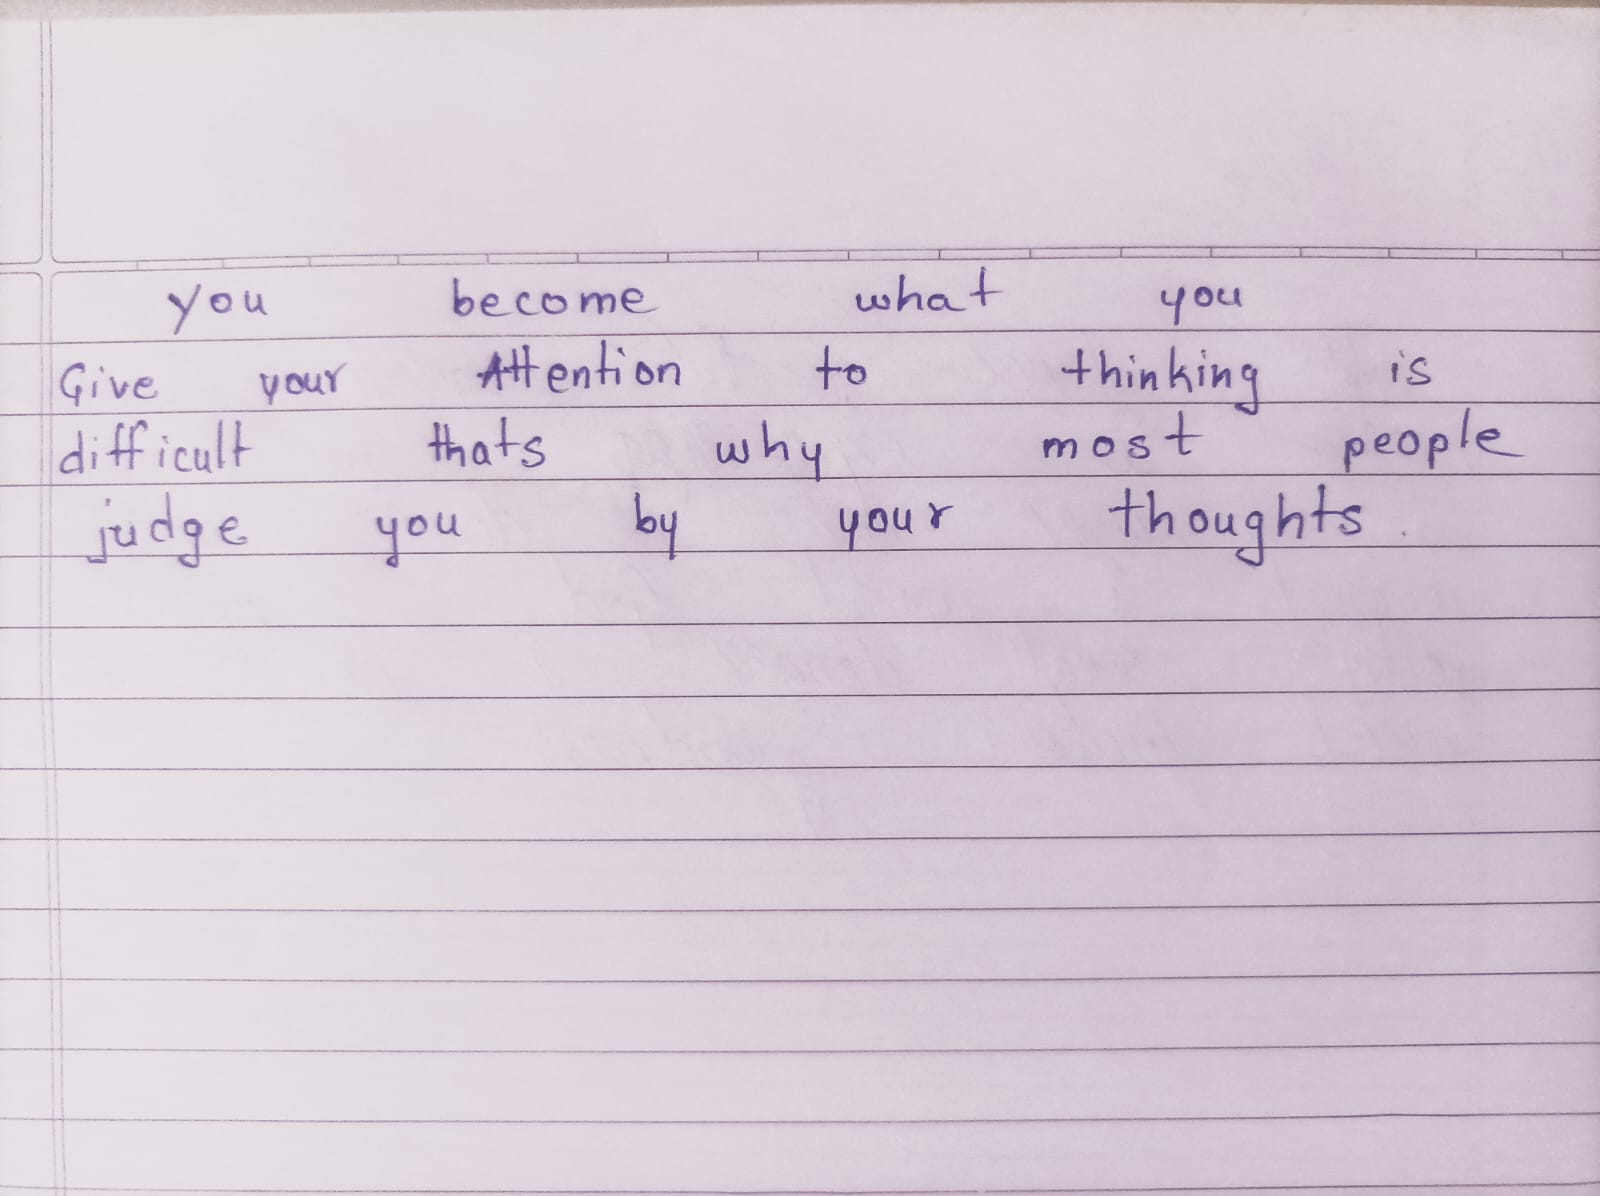 you become what you
Give your Attention to thinking is
difficult thats why most people
judge you by your thoughts.